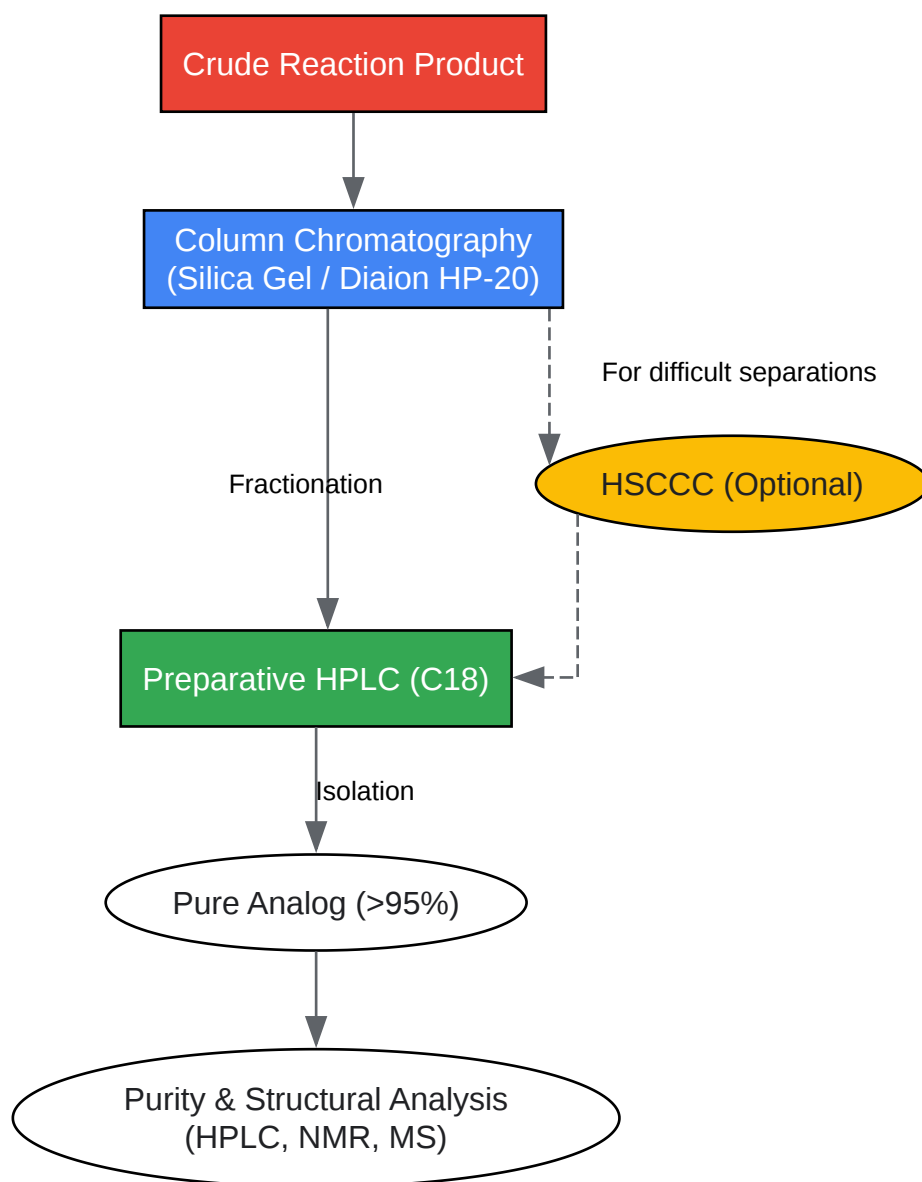 Crude Reaction Product
Column Chromatography
(Silica Gel / Diaion HP-20)
For difficult separations
Fractionation
HSCCC (Optional)
Preparative HPLC (C18)
Isolation
Pure Analog (>95%)
Purity & Structural Analysis
(HPLC, NMR, MS)